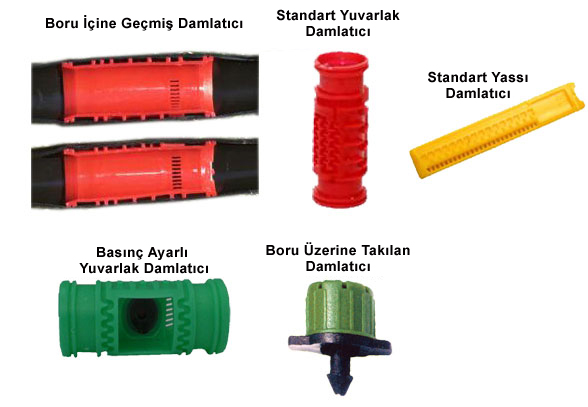 Boru İçine Geçmiş Damlatıcı
Standart Yuvarlak
Damlatıcı
Standart Yassı
Damlatıcı
Basınç Ayarlı
Yuvarlak Damlatıcı
Boru Üzerine Takılan
Damlatıcı